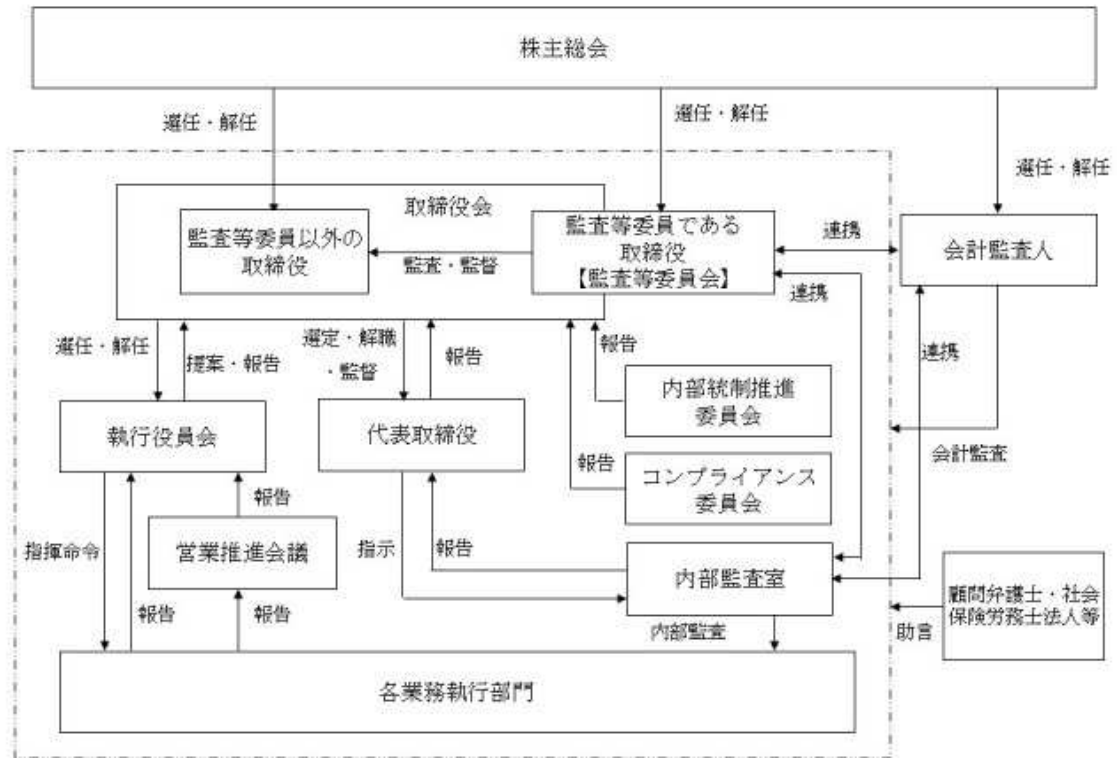 株主総会
選任・解任
選任・解任
選任・解任
取締役会
監査等委員以外の
取締役
監査・監督
監査等委員である
取締役
【監査等委員会】
連携
会計監査人
連携
選任・解任
提案・報告
選定・解職
・監督
報告
報告
連携
内部統制推進
委員会
執行役員会
代表取締役
会計監査
報告
コンプライアンス
委員会
報告
営業推進会議
指揮命令
指示
報告
内部監査室
顧問弁護士・社会
保険労務士法人等
助言
報告
報告
内部監査
各業務執行部門